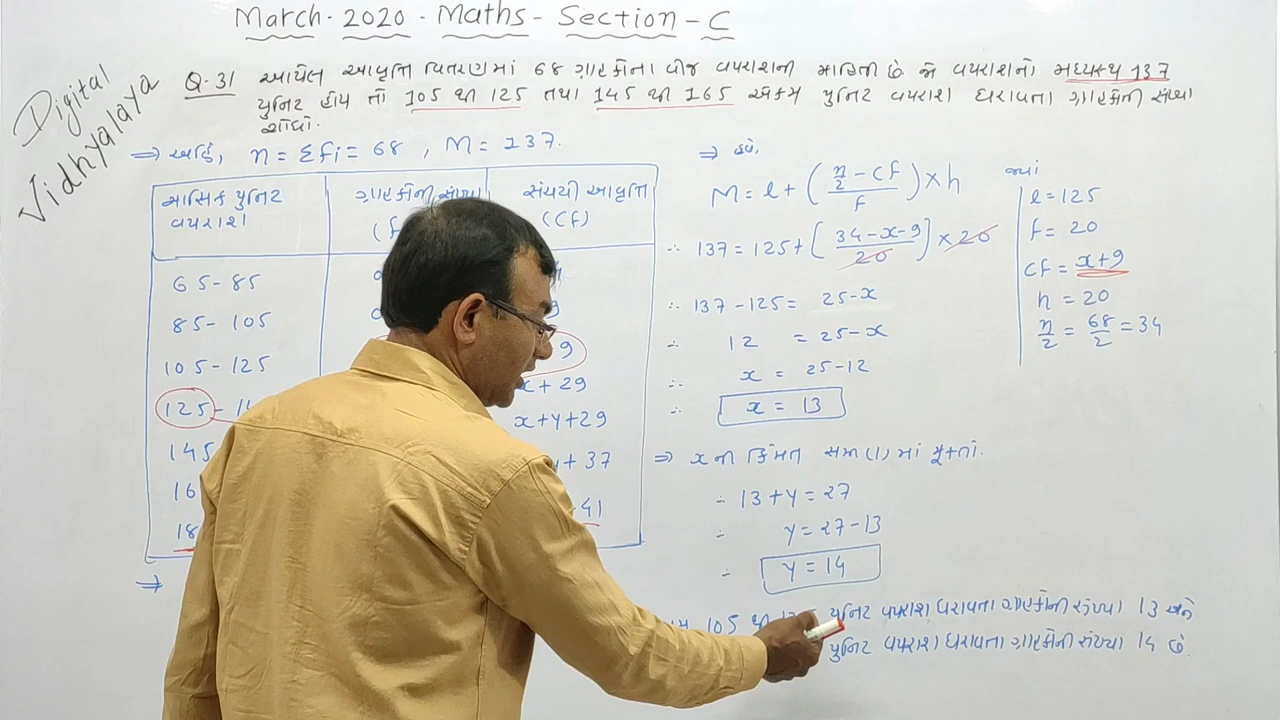 March - 2020 - Maths - Section - C
Digital
Vidhyalaya
Q-31 આપેલ આવૃત્તિ વિતરણમાં 68 ગ્રાહકોના વીજ વપરાશની માહિતી છે જો વપરાશનો મધ્યસ્થ 137
યુનિટ હોય તો 105 થી 125 તથા 145 થી 165 યુનિટ વપરાશ ધરાવતા ગ્રાહકોની સંખ્યા
શોધો.
⇒ અહિં, n = Σfi = 68 , M = 137.
માસિક યુનિટ વપરાશ
ગ્રાહકોની સંખ્યા
સંચયી આવૃત્તિ (Cf)
65 - 85
85 - 105 9
105 - 125 9
125 - x + 29
145 x + y + 29
16 + 37
18 41
⇒
⇒ હવે,
M = l + ( n/2 - cf / f ) × h
∴ 137 = 125 + [ 34 - x - 9 / 20 ] × 20
∴ 137 - 125 = 25 - x
∴ 12 = 25 - x
∴ x = 25 - 12
∴ x = 13
જ્યાં
l = 125
f = 20
cf = x + 9
h = 20
n/2 = 68/2 = 34
⇒ x ની કિંમત સમી (1) માં મૂકતાં.
∴ 13 + y = 27
∴ y = 27 - 13
∴ y = 14
105 થી યુનિટ વપરાશ ધરાવતા ગ્રાહકોની સંખ્યા 13 અને
યુનિટ વપરાશ ધરાવતા ગ્રાહકોની સંખ્યા 14 છે.